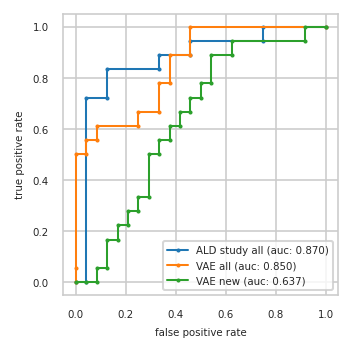 1.0
0.8
0.6
0.4
0.2
0.0
true positive rate
ALD study all (auc: 0.870)
VAE all (auc: 0.850)
VAE new (auc: 0.637)
0.0 0.2 0.4 0.6 0.8 1.0
false positive rate